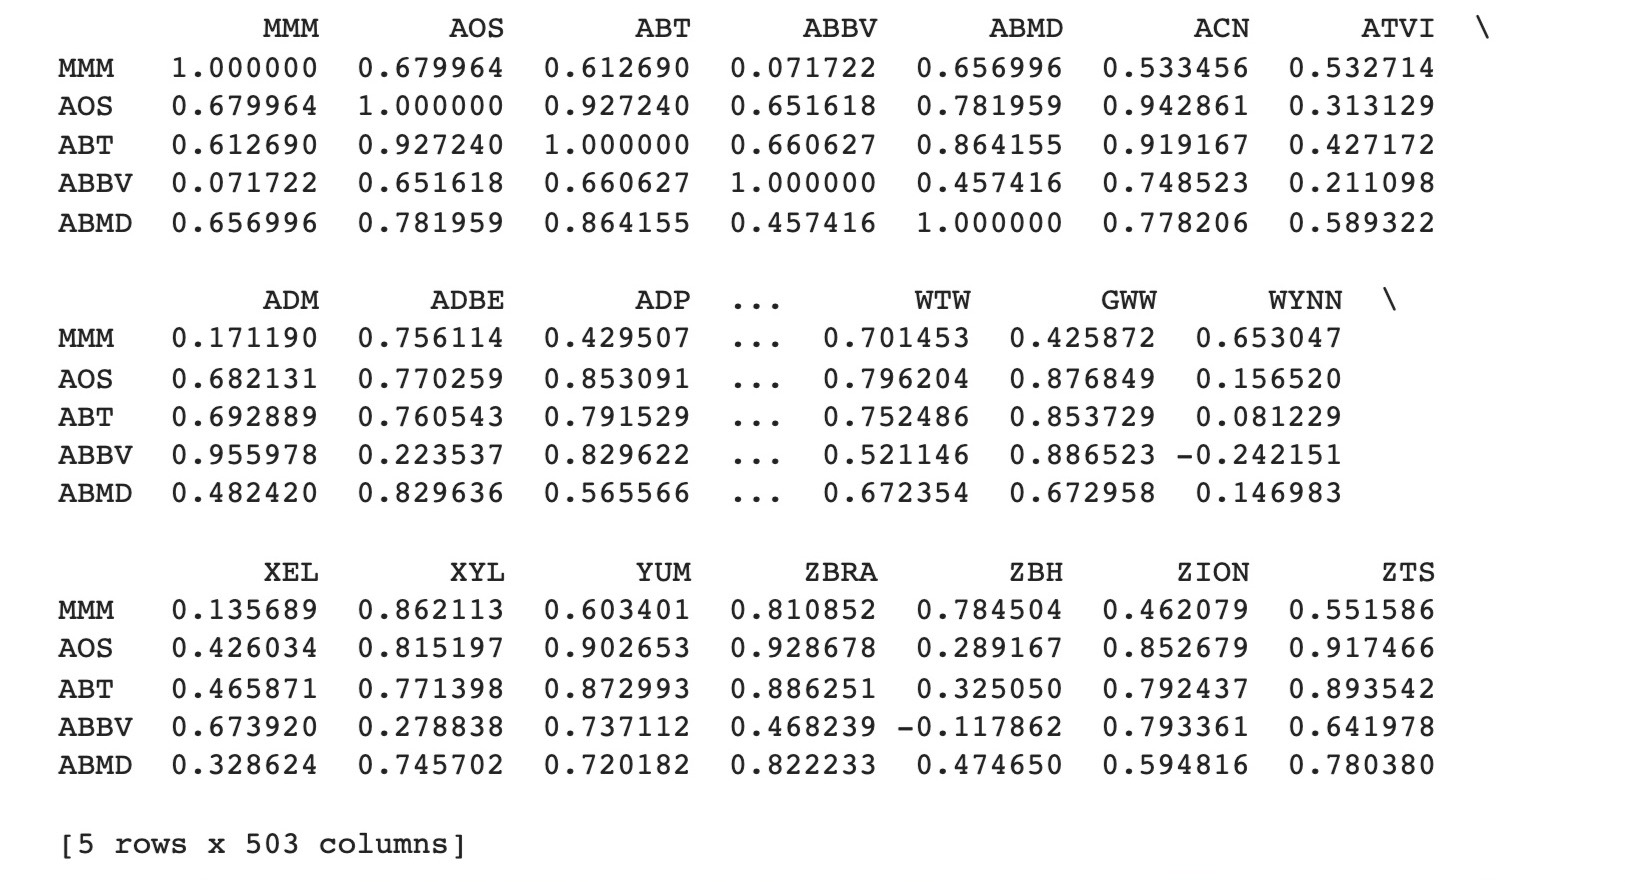 MMM AOS ABT ABBV ABMD ACN ATVI \
MMM 1.000000 0.679964 0.612690 0.071722 0.656996 0.533456 0.532714
AOS 0.679964 1.000000 0.927240 0.651618 0.781959 0.942861 0.313129
ABT 0.612690 0.927240 1.000000 0.660627 0.864155 0.919167 0.427172
ABBV 0.071722 0.651618 0.660627 1.000000 0.457416 0.748523 0.211098
ABMD 0.656996 0.781959 0.864155 0.457416 1.000000 0.778206 0.589322
ADM ADBE ADP ... WTW GWW WYNN \
MMM 0.171190 0.756114 0.429507 ... 0.701453 0.425872 0.653047
AOS 0.682131 0.770259 0.853091 ... 0.796204 0.876849 0.156520
ABT 0.692889 0.760543 0.791529 ... 0.752486 0.853729 0.081229
ABBV 0.955978 0.223537 0.829622 ... 0.521146 0.886523 -0.242151
ABMD 0.482420 0.829636 0.565566 ... 0.672354 0.672958 0.146983
XEL XYL YUM ZBRA ZBH ZION ZTS
MMM 0.135689 0.862113 0.603401 0.810852 0.784504 0.462079 0.551586
AOS 0.426034 0.815197 0.902653 0.928678 0.289167 0.852679 0.917466
ABT 0.465871 0.771398 0.872993 0.886251 0.325050 0.792437 0.893542
ABBV 0.673920 0.278838 0.737112 0.468239 -0.117862 0.793361 0.641978
ABMD 0.328624 0.745702 0.720182 0.822233 0.474650 0.594816 0.780380
[5 rows x 503 columns]